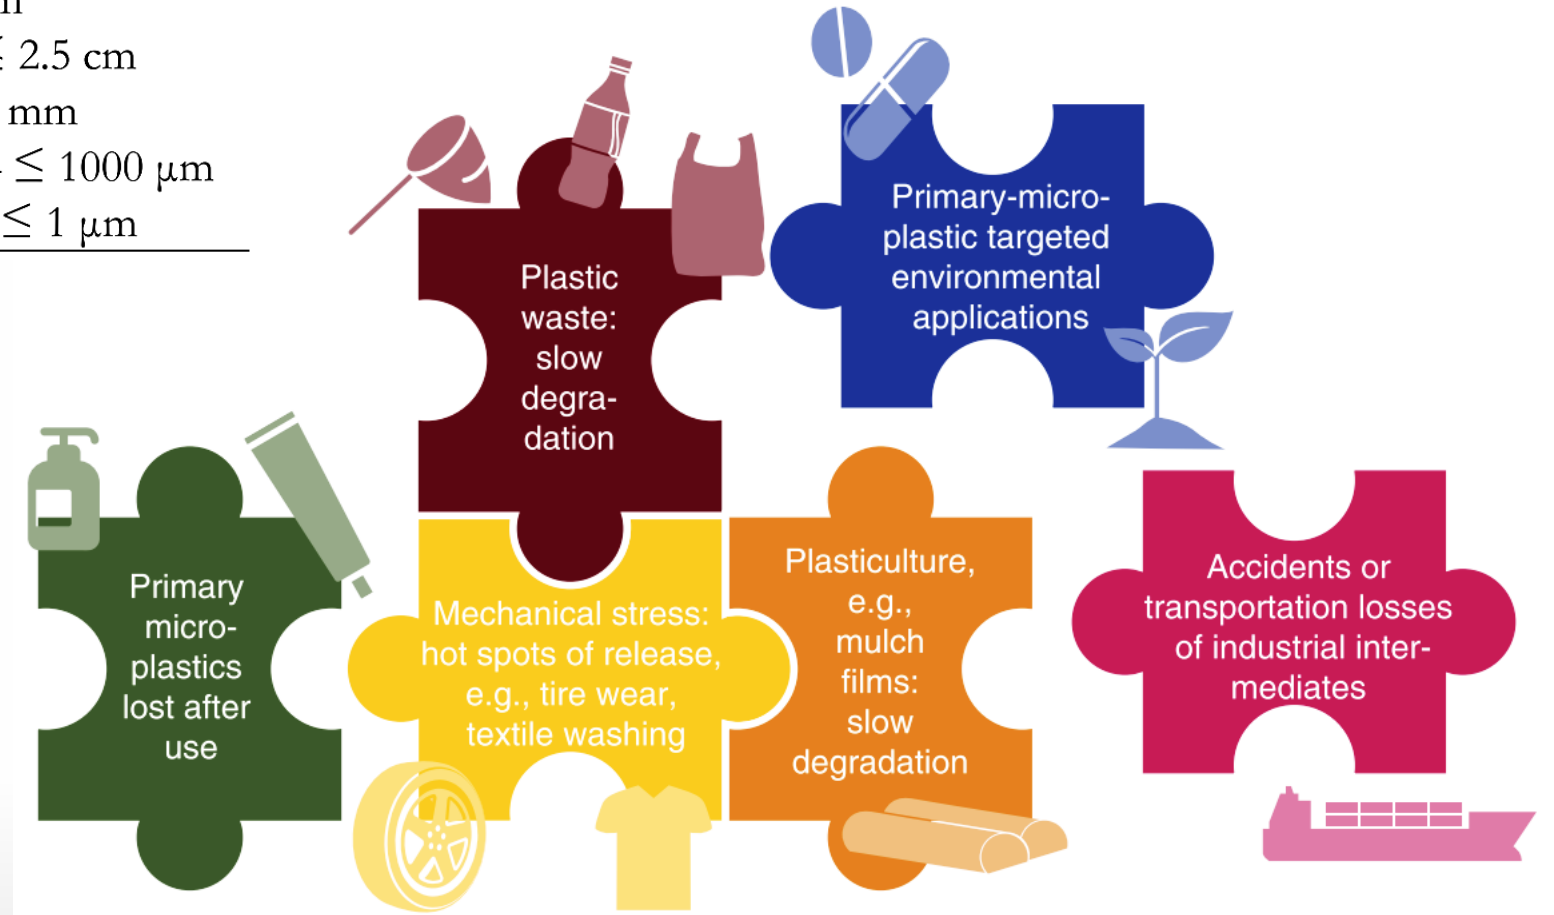 ≤ 2.5 cm
mm
≤ 1000 µm
≤ 1 µm
Plastic
waste:
slow
degra-
dation
Primary-micro-
plastic targeted
environmental
applications
Primary
micro-
plastics
lost after
use
Mechanical stress:
hot spots of release,
e.g., tire wear,
textile washing
Plasticulture,
e.g.,
mulch
films:
slow
degradation
Accidents or
transportation losses
of industrial inter-
mediates